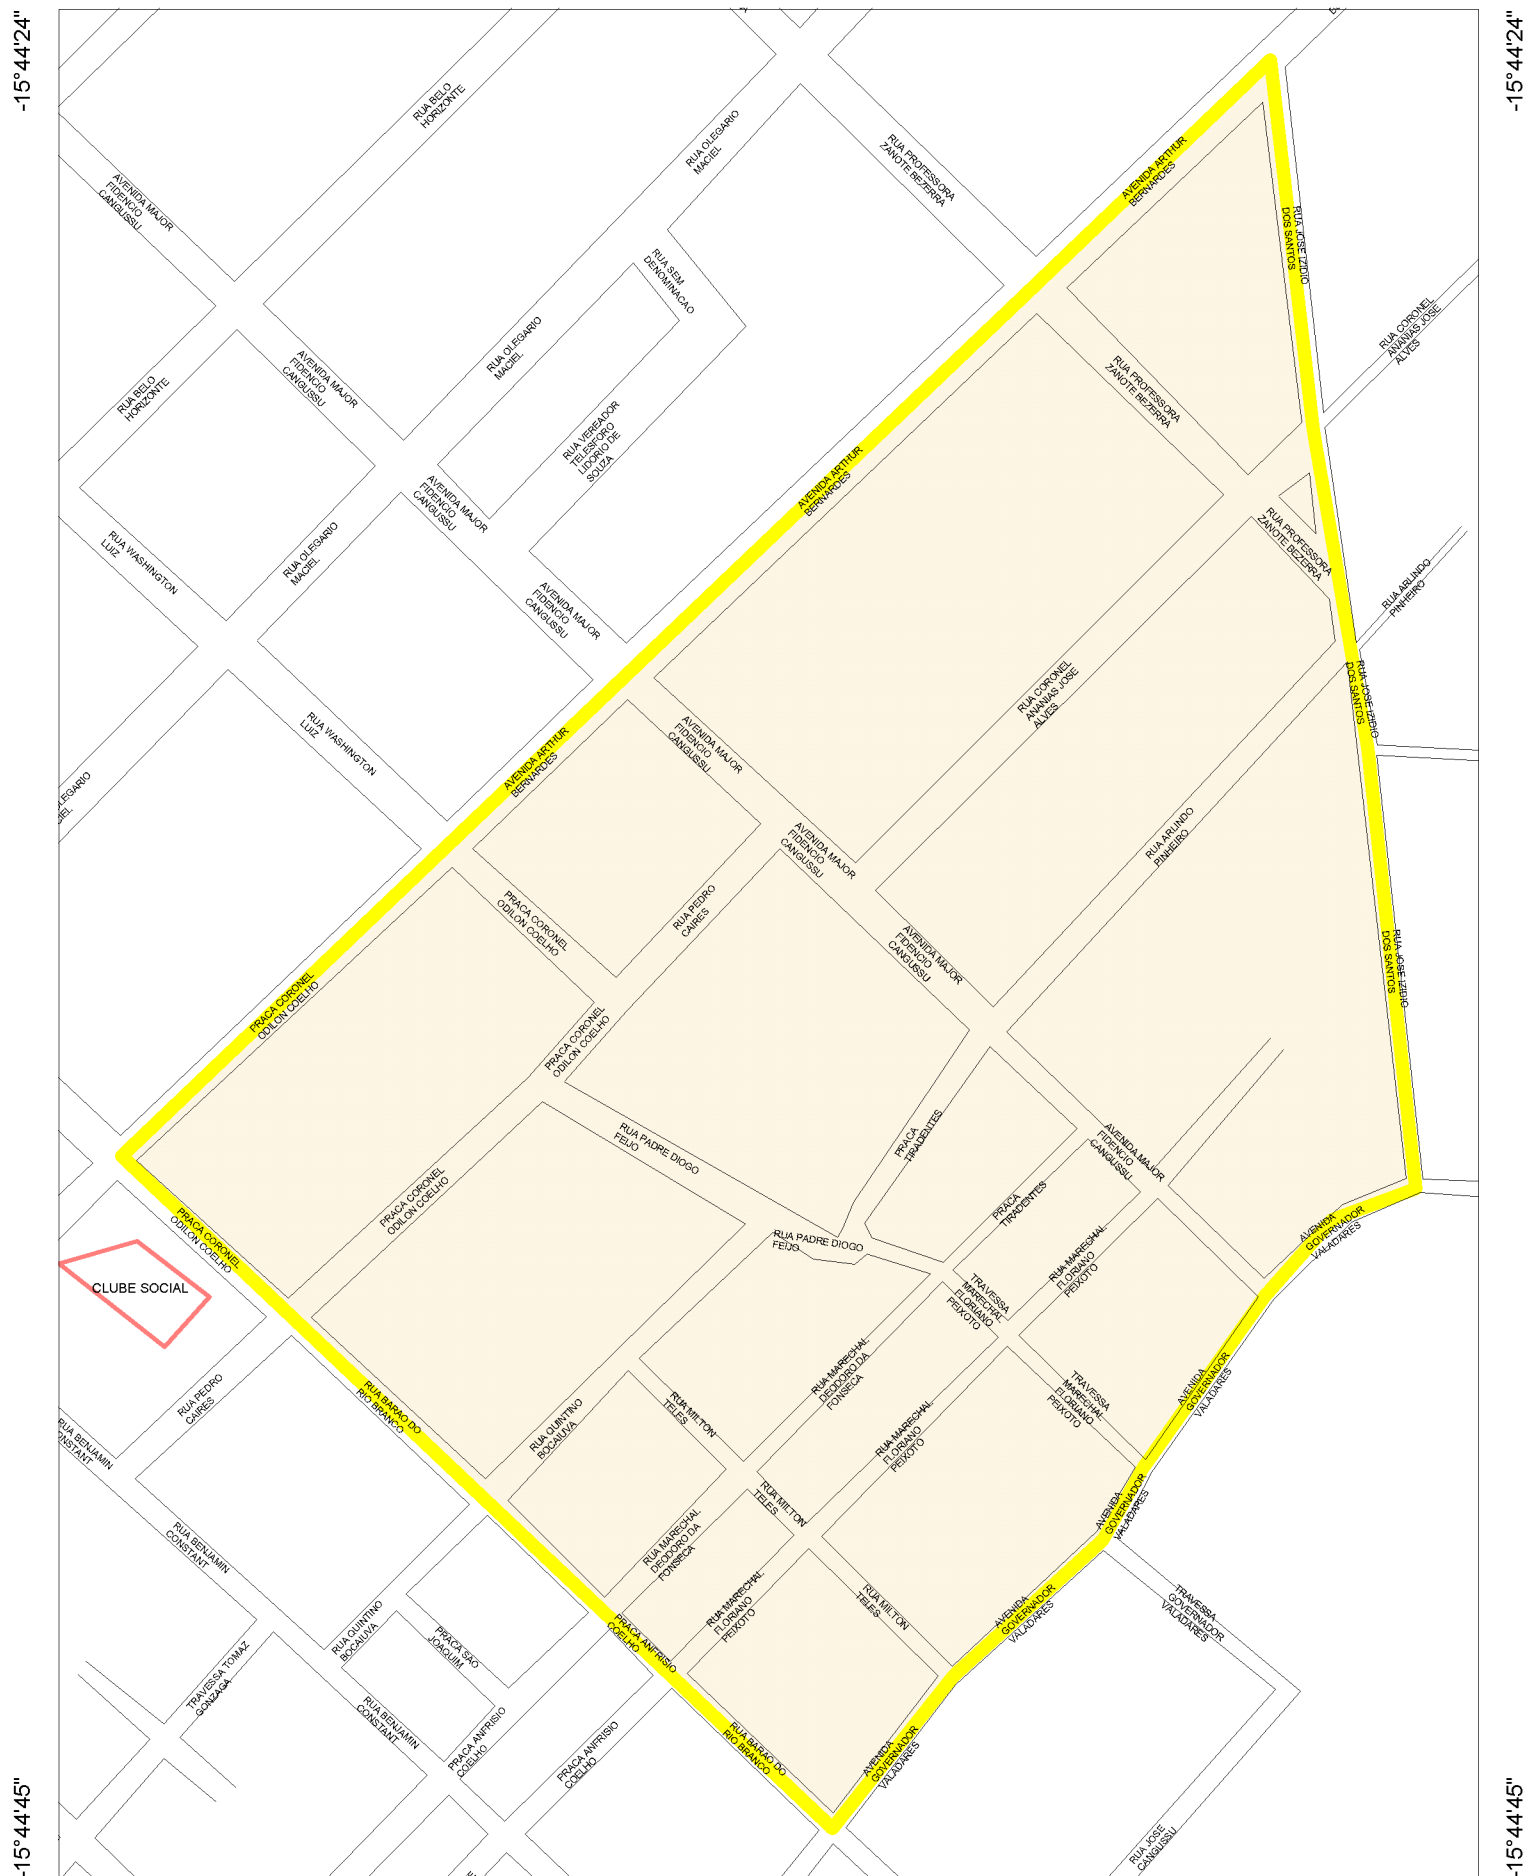 -15°44'24"
-15°44'24"
RUA BELO
HORIZONTE
RUA OLEGARIO
MACIEL
RUA PROFESSORA
ZANOTE BEZERRA
AVENIDA ARTHUR
BERNARDES
AVENIDA MAJOR
FIDENCIO
CANGUSSU
RUA JOSE IZIDIO
DOS SANTOS
RUA SEM
DENOMINACAO
RUA CORONEL
ANANIAS JOSE
ALVES
RUA OLEGARIO
MACIEL
AVENIDA MAJOR
FIDENCIO
CANGUSSU
RUA BELO
HORIZONTE
RUA PROFESSORA
ZANOTE BEZERRA
RUA VEREADOR
TELESFORO
LIDORIO DE
SOUZA
AVENIDA ARTHUR
BERNARDES
AVENIDA MAJOR
FIDENCIO
CANGUSSU
RUA PROFESSORA
ZANOTE BEZERRA
RUA WASHINGTON
LUIZ
RUA OLEGARIO
MACIEL
AVENIDA MAJOR
FIDENCIO
CANGUSSU
RUA ARLINDO
PINHEIRO
RUA CORONEL
ANANIAS JOSE
ALVES
RUA JOSE IZIDIO
DOS SANTOS
RUA WASHINGTON
LUIZ
AVENIDA MAJOR
FIDENCIO
CANGUSSU
AVENIDA ARTHUR
BERNARDES
LEGARIO
IEL
AVENIDA MAJOR
FIDENCIO
CANGUSSU
RUA ARLINDO
PINHEIRO
PRACA CORONEL
ODILON COELHO
RUA PEDRO
CAIRES
AVENIDA MAJOR
FIDENCIO
CANGUSSU
RUA JOSE IZIDIO
DOS SANTOS
PRACA CORONEL
ODILON COELHO
PRACA CORONEL
ODILON COELHO
RUA PADRE DIOGO
FEIJO
PRACA
TIRADENTES
AVENIDA MAJOR
FIDENCIO
CANGUSSU
PRACA CORONEL
ODILON COELHO
PRACA
TIRADENTES
PRACA CORONEL
ODILON COELHO
RUA PADRE DIOGO
FEIJO
AVENIDA
GOVERNADOR
VALADARES
RUA MARECHAL
FLORIANO
PEIXOTO
CLUBE SOCIAL
TRAVESSA
MARECHAL
FLORIANO
PEIXOTO
RUA MARECHAL
DEODORO DA
FONSECA
AVENIDA
GOVERNADOR
VALADARES
TRAVESSA
MARECHAL
FLORIANO
PEIXOTO
RUA PEDRO
CAIRES
RUA BARAO DO
RIO BRANCO
RUA MILTON
TELES
RUA QUINTINO
BOCAIUVA
RUA MARECHAL
FLORIANO
PEIXOTO
RUA BENJAMIN
ONSTANT
RUA MILTON
TELES
AVENIDA
GOVERNADOR
VALADARES
RUA BENJAMIN
CONSTANT
RUA MARECHAL
DEODORO DA
FONSECA
RUA MARECHAL
FLORIANO
PEIXOTO
RUA MILTON
TELES
AVENIDA
GOVERNADOR
VALADARES
TRAVESSA
GOVERNADOR
VALADARES
RUA QUINTINO
BOCAIUVA
PRACA SAO
JOAQUIM
PRACA ANFRISIO
COELHO
TRAVESSA TOMAZ
GONZAGA
RUA BENJAMIN
CONSTANT
PRACA ANFRISIO
COELHO
PRACA ANFRISIO
COELHO
RUA BARAO DO
RIO BRANCO
AVENIDA
GOVERNADOR
VALADARES
RUA JOSE
CANGUSSU
-15°44'45"
-15°44'45"